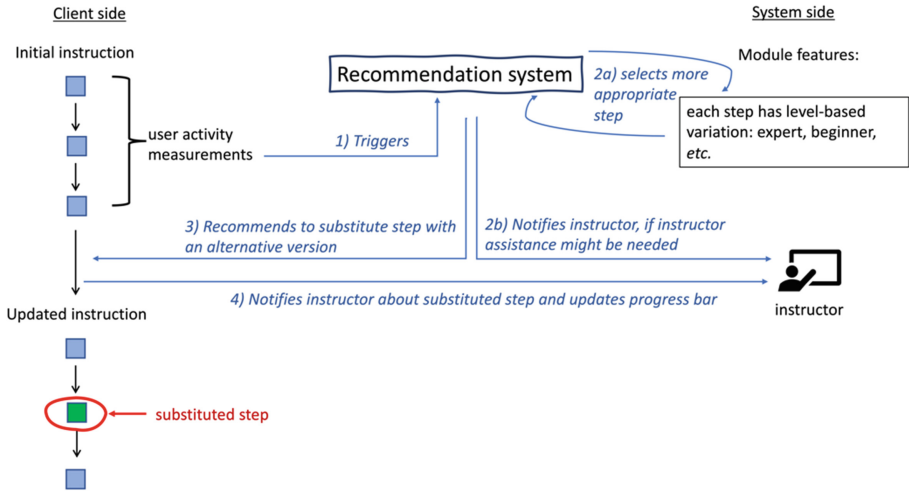 Client side
System side
Initial instruction
Module features:
Recommendation system
2a) selects more
appropriate
step
each step has level-based
variation: expert, beginner,
etc.
user activity
measurements
1) Triggers
3) Recommends to substitute step with
an alternative version
2b) Notifies instructor, if instructor
assistance might be needed
4) Notifies instructor about substituted step and updates progress bar
instructor
Updated instruction
substituted step